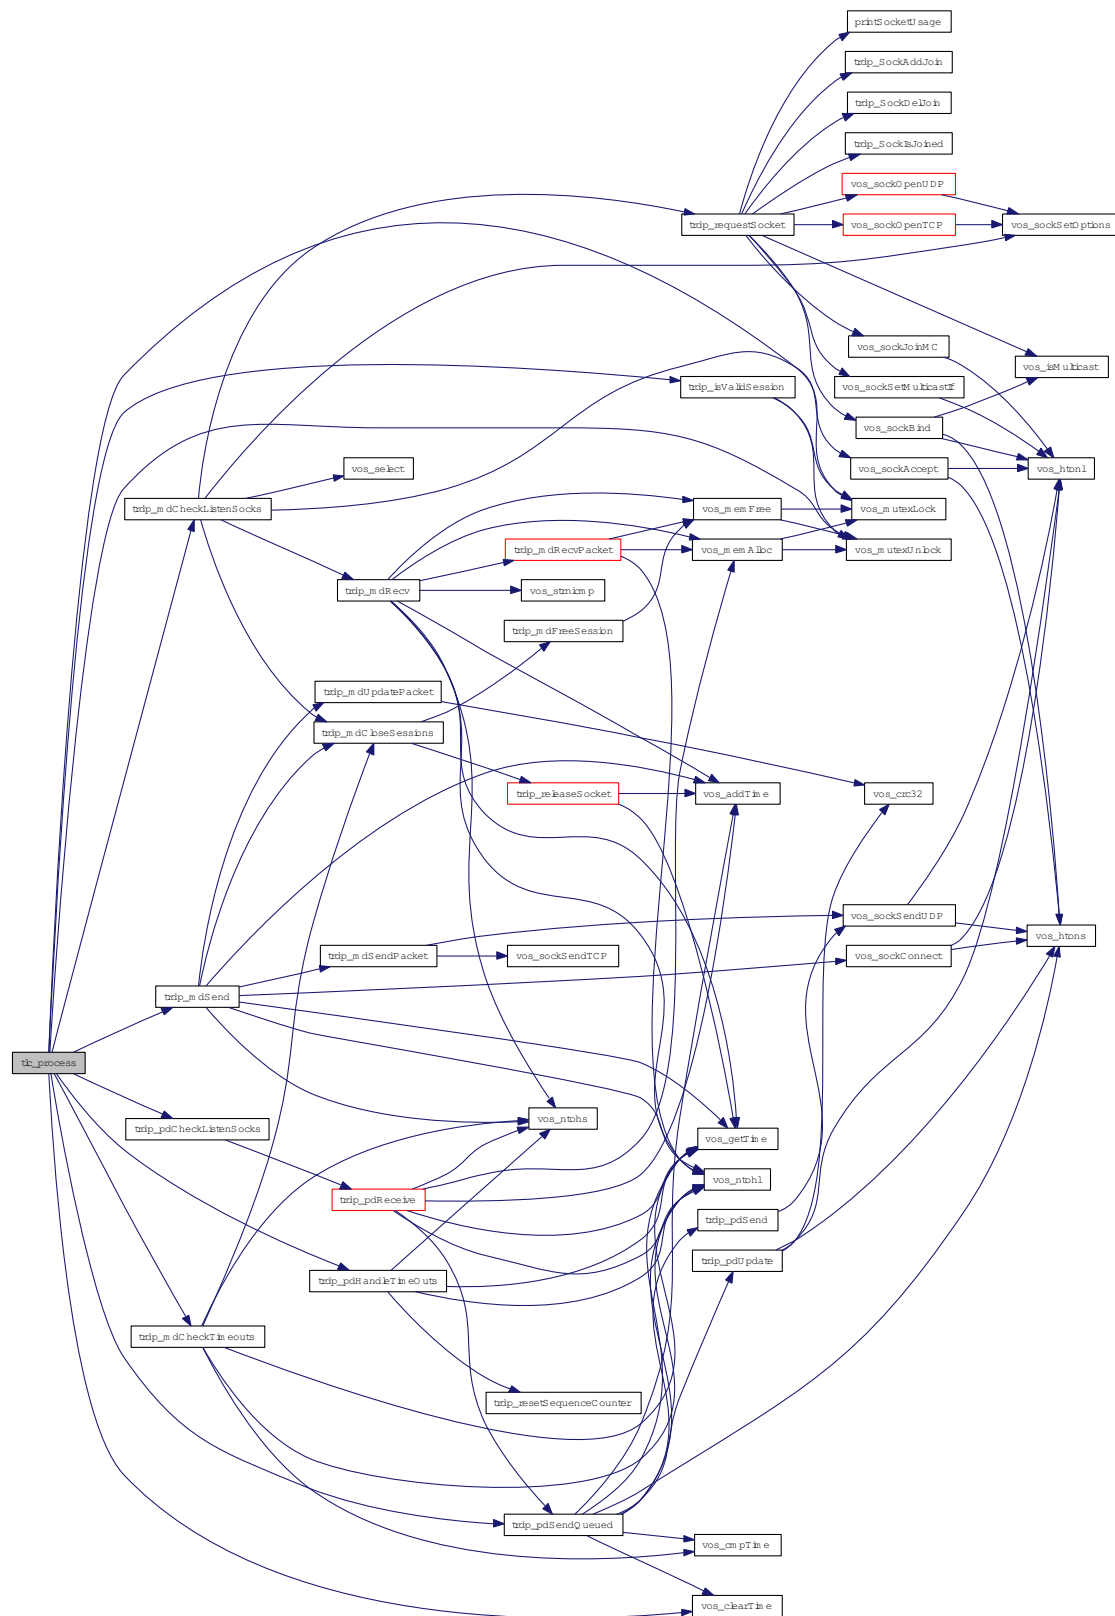 printSocketUsage
trdp_SockAddJoin
trdp_SockDelJoin
trdp_SockIsJoined
vos_sockOpenUDP
trdp_requestSocket
vos_sockOpenTCP
vos_sockSetOptions
vos_sockJoinMC
vos_isMulticast
trdp_isValidSession
vos_sockSetMulticastIf
vos_sockBind
vos_select
vos_sockAccept
vos_htonl
trdp_mdCheckListenSocks
vos_memFree
vos_mutexLock
trdp_mdRecvPacket
vos_memAlloc
vos_mutexUnlock
trdp_mdRecv
vos_strnicmp
trdp_mdFreeSession
trdp_mdUpdatePacket
trdp_mdCloseSessions
trdp_releaseSocket
vos_addTime
vos_crc32
vos_sockSendUDP
vos_htons
trdp_mdSendPacket
vos_sockSendTCP
vos_sockConnect
trdp_mdSend
tlc_process
vos_ntohs
trdp_pdCheckListenSocks
vos_getTime
vos_ntohl
trdp_pdReceive
trdp_pdSend
trdp_pdUpdate
trdp_pdHandleTimeOuts
trdp_mdCheckTimeouts
trdp_resetSequenceCounter
trdp_pdSendQueued
vos_cmpTime
vos_clearTime